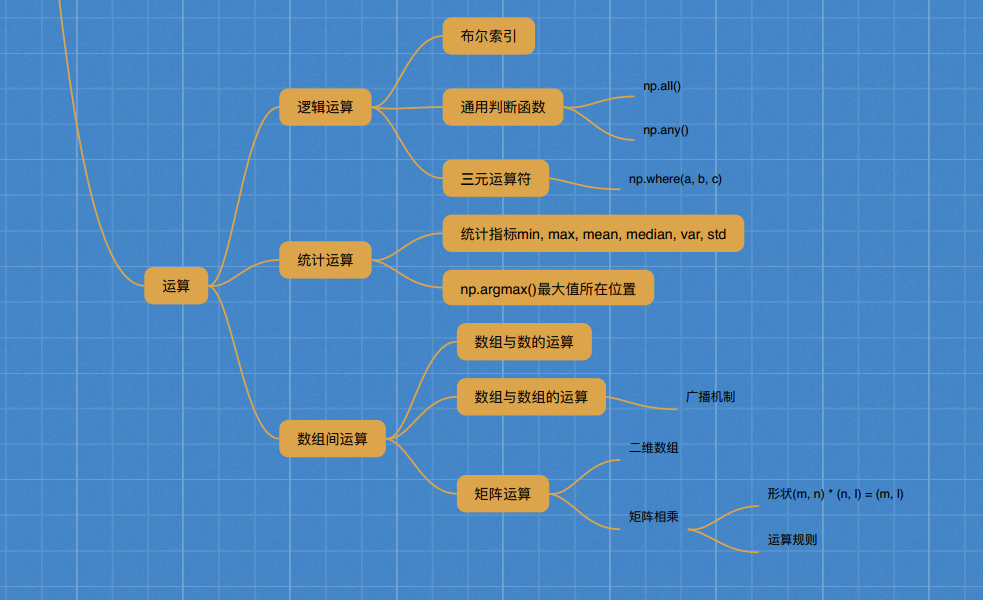 运算
逻辑运算
布尔索引
通用判断函数
np.all()
np.any()
三元运算符
np.where(a, b, c)
统计运算
统计指标min, max, mean, median, var, std
np.argmax()最大值所在位置
数组间运算
数组与数的运算
数组与数组的运算
广播机制
矩阵运算
二维数组
矩阵相乘
形状(m, n) * (n, l) = (m, l)
运算规则